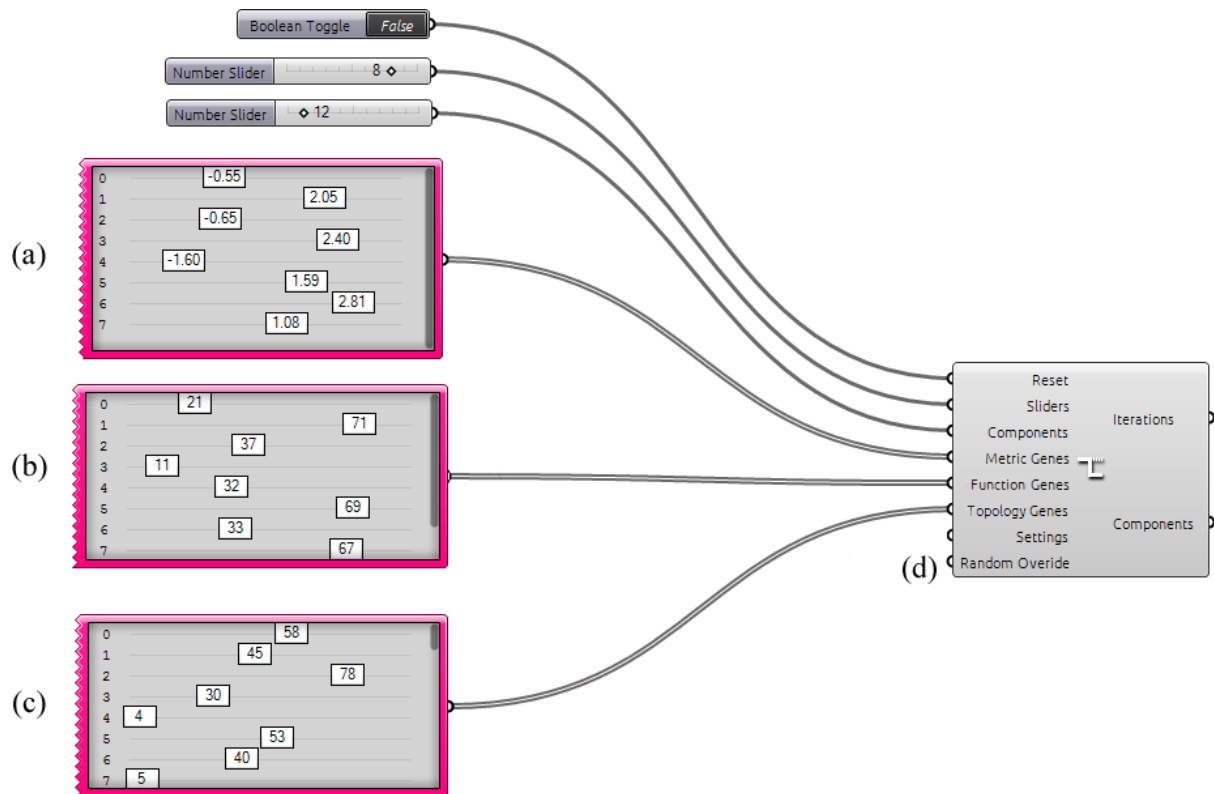 Boolean Toggle False
Number Slider 8
Number Slider 12
(a)
0 -0.55
1 2.05
2 -0.65
3 2.40
4 -1.60
5 1.59
6 2.81
7 1.08
(b)
0 21
1 71
2 37
3 11
4 32
5 69
6 33
7 67
(c)
0 58
1 45
2 78
3 30
4 4
5 53
6 40
7 5
(d)
Reset
Sliders
Components
Metric Genes
Function Genes
Topology Genes
Settings
Random Overide
Iterations
Components